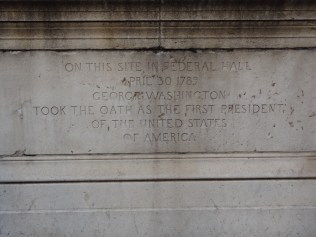 ON THIS SITE IN FEDERAL HALL
APRIL 30 1789
GEORGE WASHINGTON
TOOK THE OATH AS THE FIRST PRESIDENT
OF THE UNITED STATES
OF AMERICA